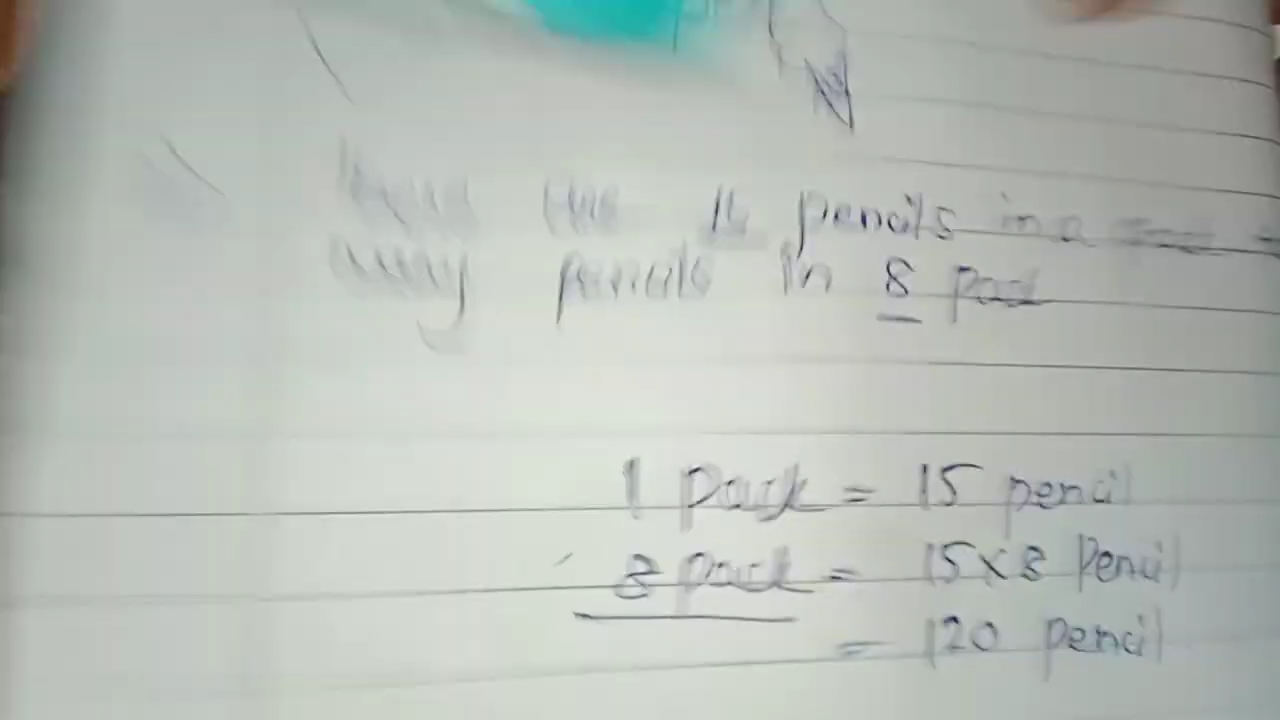 pencils in a
pencils in 8 pack
1 Pack = 15 pencil
8 pack = 15×8 Pencil
= 120 pencil